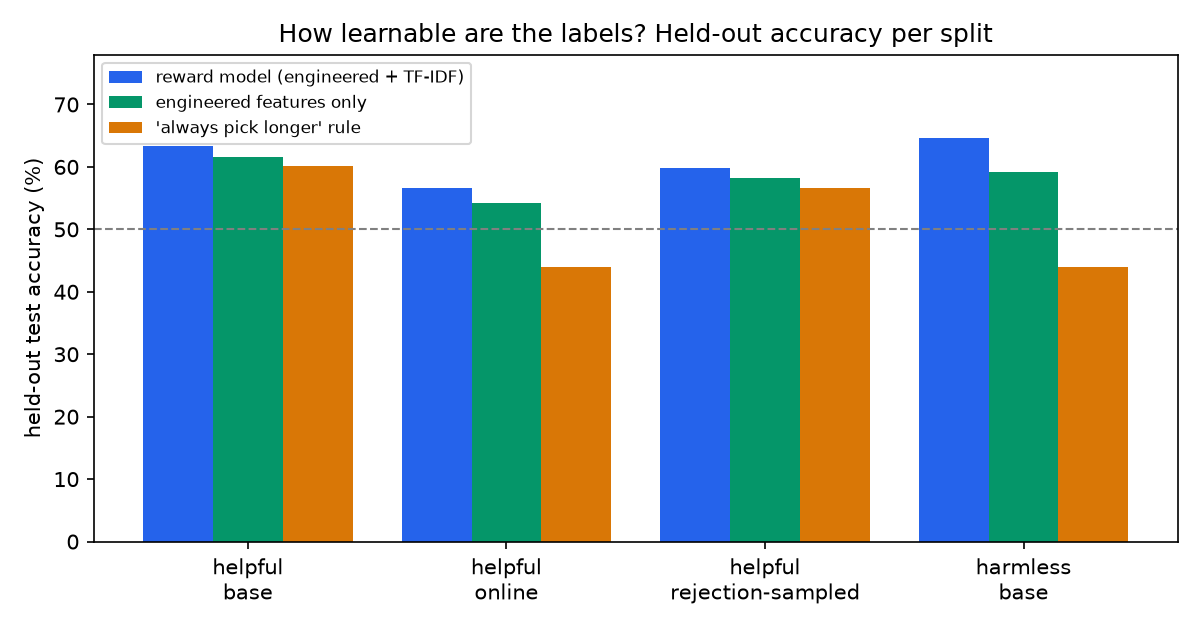 How learnable are the labels? Held-out accuracy per split
reward model (engineered + TF-IDF)
engineered features only
'always pick longer' rule
held-out test accuracy (%)
70
60
50
40
30
20
10
0
helpful
base
helpful
online
helpful
rejection-sampled
harmless
base